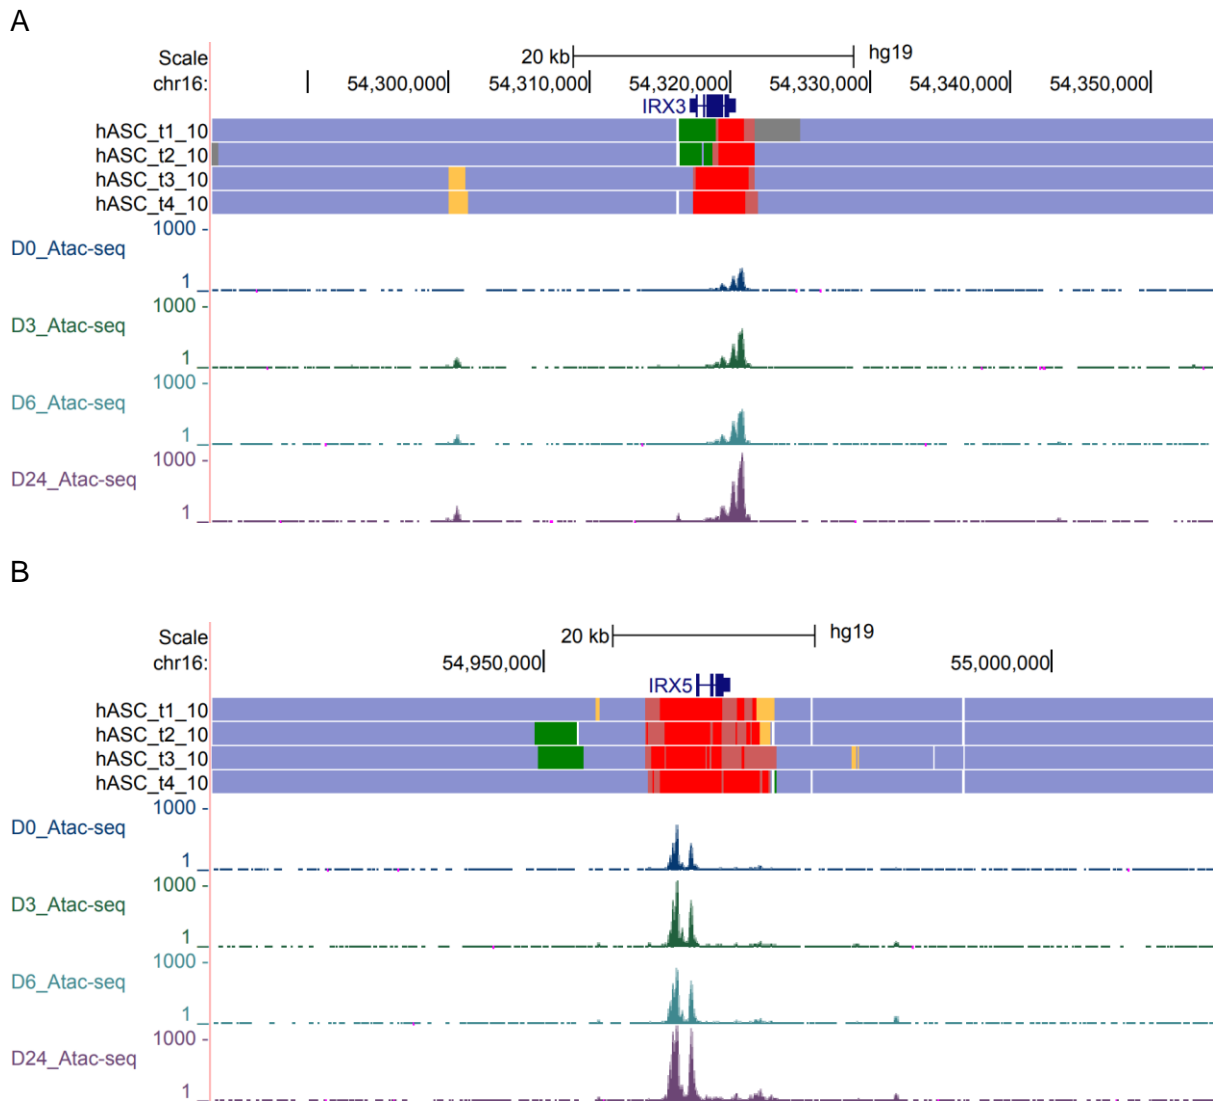 A
Scale 20 kb hg19
chr16: 54,300,000 54,310,000 54,320,000 54,330,000 54,340,000 54,350,000
IRX3
hASC_t1_10
hASC_t2_10
hASC_t3_10
hASC_t4_10
1000 -
D0_Atac-seq
1 _
1000 -
D3_Atac-seq
1 _
1000 -
D6_Atac-seq
1 _
1000 -
D24_Atac-seq
1 _
B
Scale 20 kb hg19
chr16: 54,950,000 55,000,000
IRX5
hASC_t1_10
hASC_t2_10
hASC_t3_10
hASC_t4_10
1000 -
D0_Atac-seq
1 _
1000 -
D3_Atac-seq
1 _
1000 -
D6_Atac-seq
1 _
1000 -
D24_Atac-seq
1 _